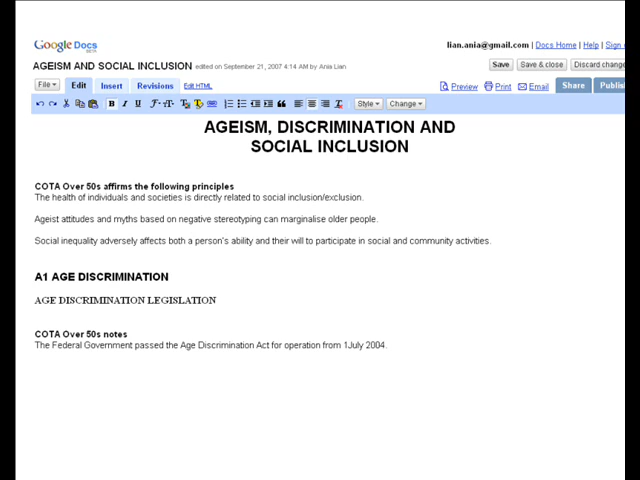 Google Docs
BETA
lian.ania@gmail.com | Docs Home | Help | Sign
AGEISM AND SOCIAL INCLUSION edited on September 21, 2007 4:14 AM by Ania Lian
Save Save & close Discard change
File Edit Insert Revisions Edit HTML
Preview Print Email Share Publis
B I U Style Change
AGEISM, DISCRIMINATION AND
SOCIAL INCLUSION
COTA Over 50s affirms the following principles
The health of individuals and societies is directly related to social inclusion/exclusion.
Ageist attitudes and myths based on negative stereotyping can marginalise older people.
Social inequality adversely affects both a person's ability and their will to participate in social and community activities.
A1 AGE DISCRIMINATION
AGE DISCRIMINATION LEGISLATION
COTA Over 50s notes
The Federal Government passed the Age Discrimination Act for operation from 1July 2004.